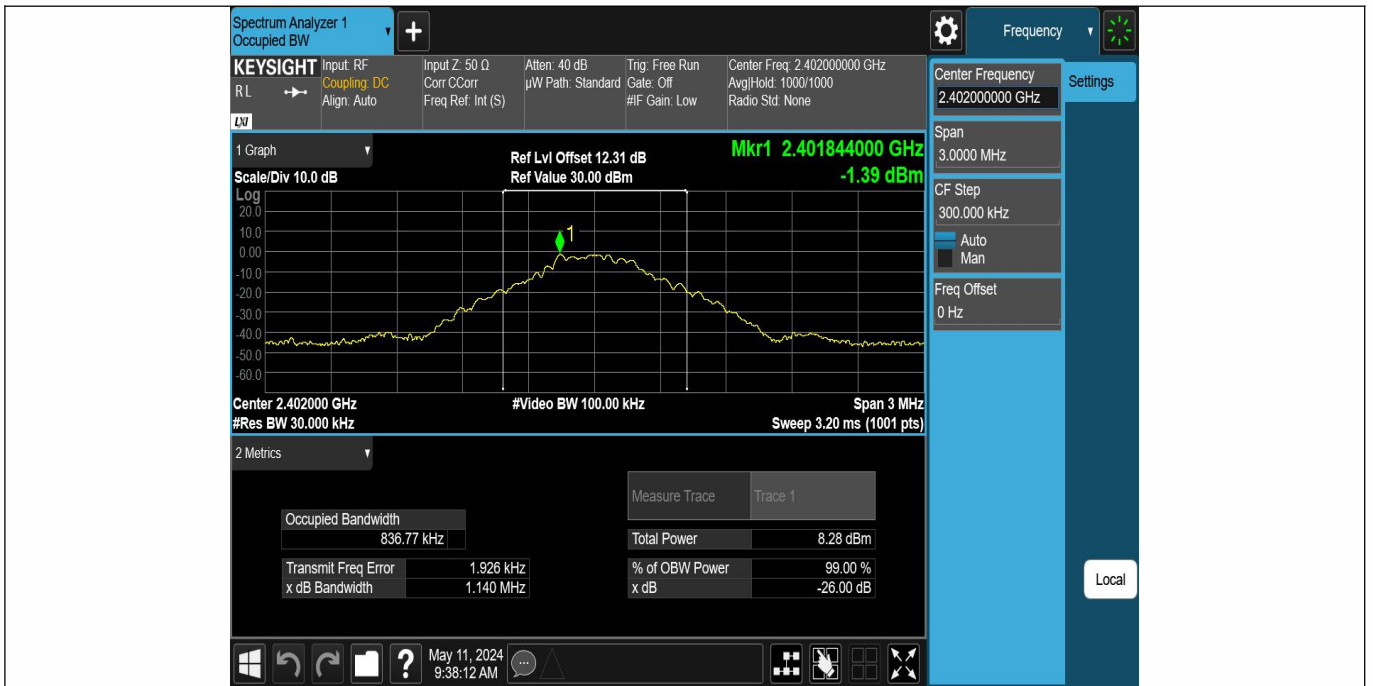 Spectrum Analyzer 1
Occupied BW
+
Frequency
KEYSIGHT
RL
LXI
Input: RF
Coupling: DC
Align: Auto
Input Z: 50 Ω
Corr CCorr
Freq Ref: Int (S)
Atten: 40 dB
µW Path: Standard
Trig: Free Run
Gate: Off
#IF Gain: Low
Center Freq: 2.402000000 GHz
Avg|Hold: 1000/1000
Radio Std: None
Center Frequency
2.402000000 GHz
Settings
Span
3.0000 MHz
CF Step
300.000 kHz
Auto
Man
Freq Offset
0 Hz
Local
1 Graph
Scale/Div 10.0 dB
Ref Lvl Offset 12.31 dB
Ref Value 30.00 dBm
Mkr1 2.401844000 GHz
-1.39 dBm
Log
20.0
10.0
0.00
-10.0
-20.0
-30.0
-40.0
-50.0
-60.0
1
Center 2.402000 GHz
#Video BW 100.00 kHz
Span 3 MHz
#Res BW 30.000 kHz
Sweep 3.20 ms (1001 pts)
2 Metrics
Measure Trace Trace 1
Occupied Bandwidth
836.77 kHz
Total Power 8.28 dBm
Transmit Freq Error 1.926 kHz
% of OBW Power 99.00 %
x dB Bandwidth 1.140 MHz
x dB -26.00 dB
?
May 11, 2024
9:38:12 AM